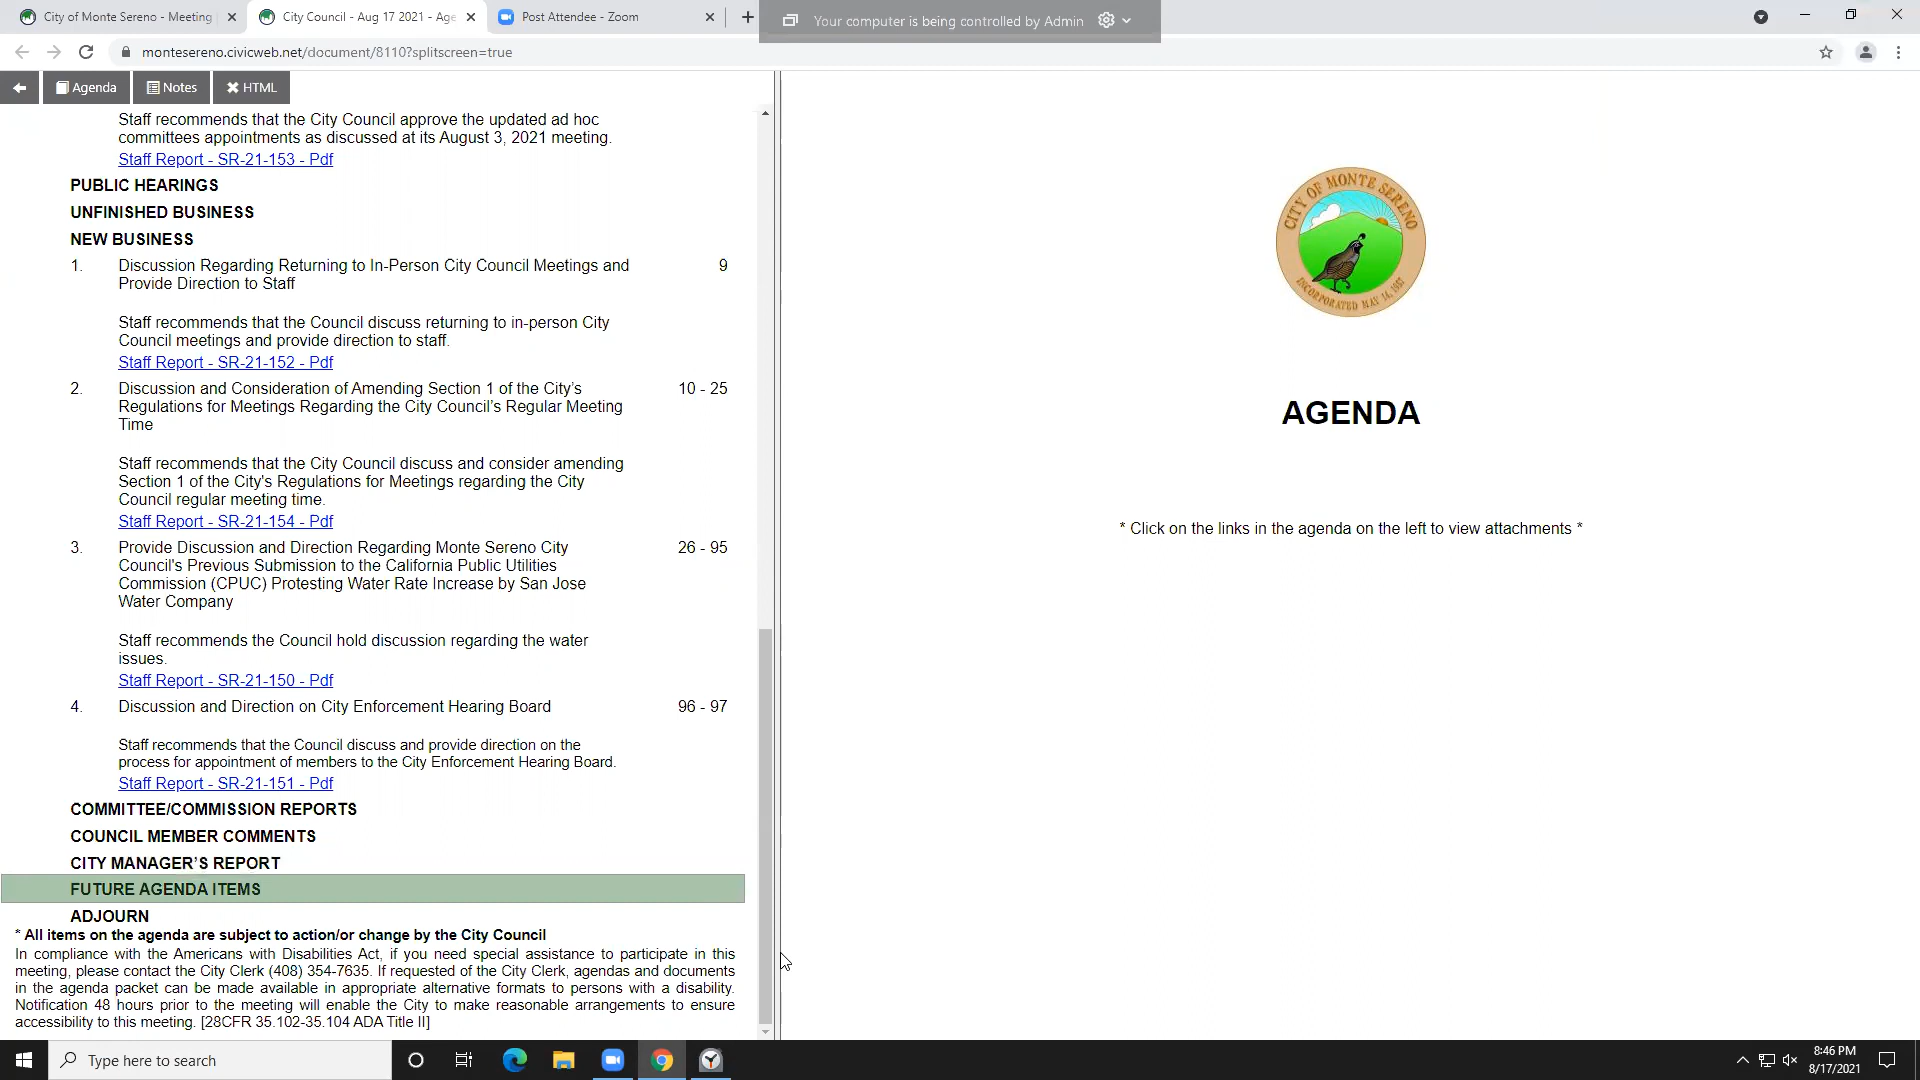 City of Monte Sereno - Meeting
City Council - Aug 17 2021 - Age
Post Attendee - Zoom
Your computer is being controlled by Admin
montesereno.civicweb.net/document/8110?splitscreen=true
Agenda
Notes
HTML
Staff recommends that the City Council approve the updated ad hoc
committees appointments as discussed at its August 3, 2021 meeting.
Staff Report - SR-21-153 - Pdf
PUBLIC HEARINGS
UNFINISHED BUSINESS
NEW BUSINESS
1. Discussion Regarding Returning to In-Person City Council Meetings and 9
Provide Direction to Staff
Staff recommends that the Council discuss returning to in-person City
Council meetings and provide direction to staff.
Staff Report - SR-21-152 - Pdf
2. Discussion and Consideration of Amending Section 1 of the City’s 10 - 25
Regulations for Meetings Regarding the City Council’s Regular Meeting
Time
Staff recommends that the City Council discuss and consider amending
Section 1 of the City's Regulations for Meetings regarding the City
Council regular meeting time.
Staff Report - SR-21-154 - Pdf
3. Provide Discussion and Direction Regarding Monte Sereno City 26 - 95
Council's Previous Submission to the California Public Utilities
Commission (CPUC) Protesting Water Rate Increase by San Jose
Water Company
Staff recommends the Council hold discussion regarding the water
issues.
Staff Report - SR-21-150 - Pdf
4. Discussion and Direction on City Enforcement Hearing Board 96 - 97
Staff recommends that the Council discuss and provide direction on the
process for appointment of members to the City Enforcement Hearing Board.
Staff Report - SR-21-151 - Pdf
COMMITTEE/COMMISSION REPORTS
COUNCIL MEMBER COMMENTS
CITY MANAGER’S REPORT
FUTURE AGENDA ITEMS
ADJOURN
* All items on the agenda are subject to action/or change by the City Council
In compliance with the Americans with Disabilities Act, if you need special assistance to participate in this
meeting, please contact the City Clerk (408) 354-7635. If requested of the City Clerk, agendas and documents
in the agenda packet can be made available in appropriate alternative formats to persons with a disability.
Notification 48 hours prior to the meeting will enable the City to make reasonable arrangements to ensure
accessibility to this meeting. [28CFR 35.102-35.104 ADA Title II]
CITY OF MONTE SERENO
INCORPORATED MAY 14, 1957
AGENDA
* Click on the links in the agenda on the left to view attachments *
Type here to search
8:46 PM
8/17/2021